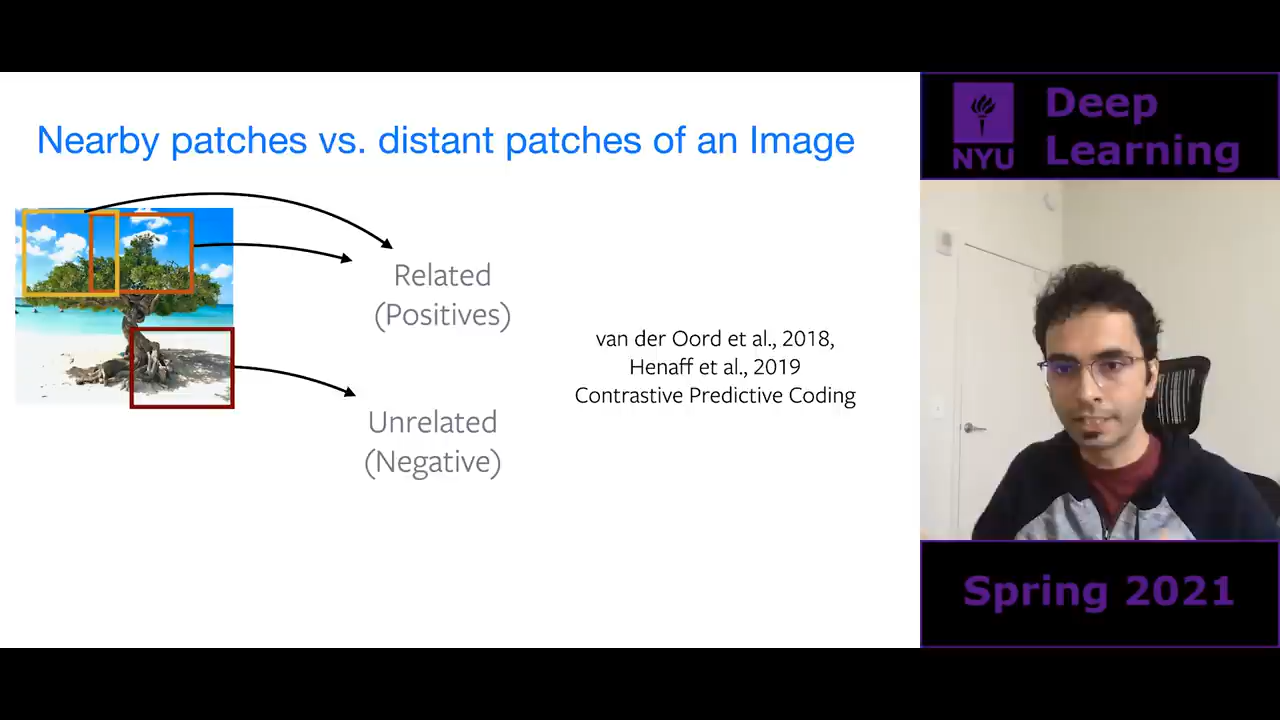 Nearby patches vs. distant patches of an Image
Related
(Positives)
van der Oord et al., 2018,
Henaff et al., 2019
Contrastive Predictive Coding
Unrelated
(Negative)
NYU
Deep
Learning
Spring 2021